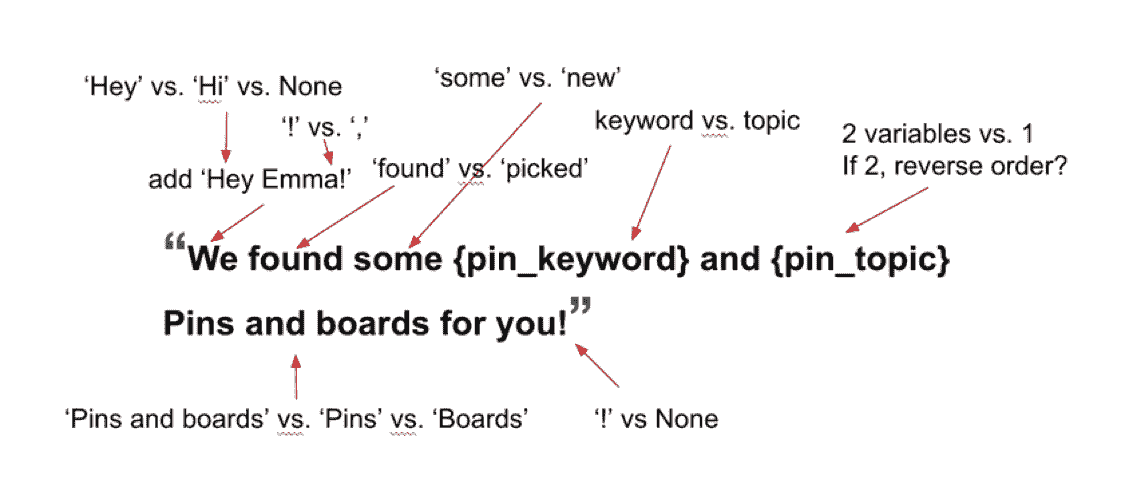 ‘Hey’ vs. ‘Hi’ vs. None
‘some’ vs. ‘new’
‘!’ vs. ‘,’
keyword vs. topic
2 variables vs. 1
If 2, reverse order?
add ‘Hey Emma!’
‘found’ vs. ‘picked’
“We found some {pin_keyword} and {pin_topic}
Pins and boards for you!”
‘Pins and boards’ vs. ‘Pins’ vs. ‘Boards’
‘!’ vs None